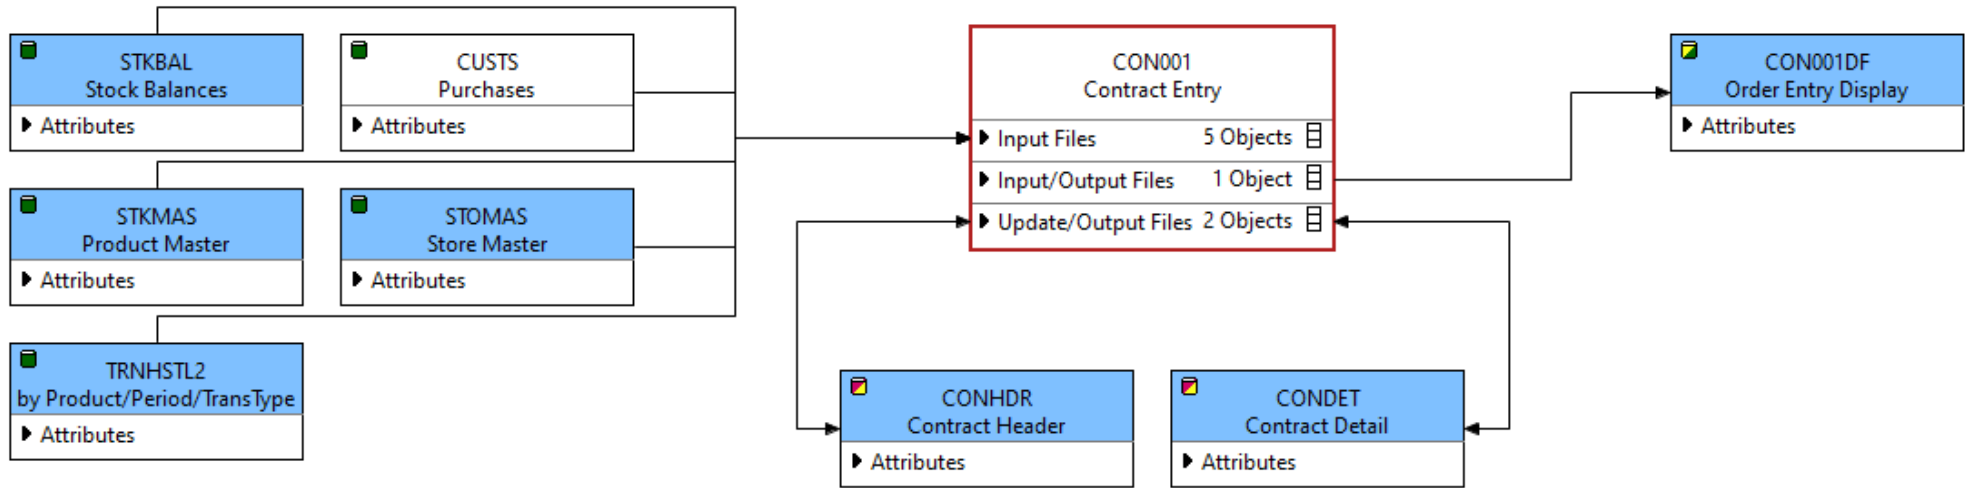 STKBAL
Stock Balances
Attributes
CUSTS
Purchases
Attributes
STKMAS
Product Master
Attributes
STOMAS
Store Master
Attributes
TRNHSTL2
by Product/Period/TransType
Attributes
CON001
Contract Entry
Input Files 5 Objects
Input/Output Files 1 Object
Update/Output Files 2 Objects
CON001DF
Order Entry Display
Attributes
CONHDR
Contract Header
Attributes
CONDET
Contract Detail
Attributes